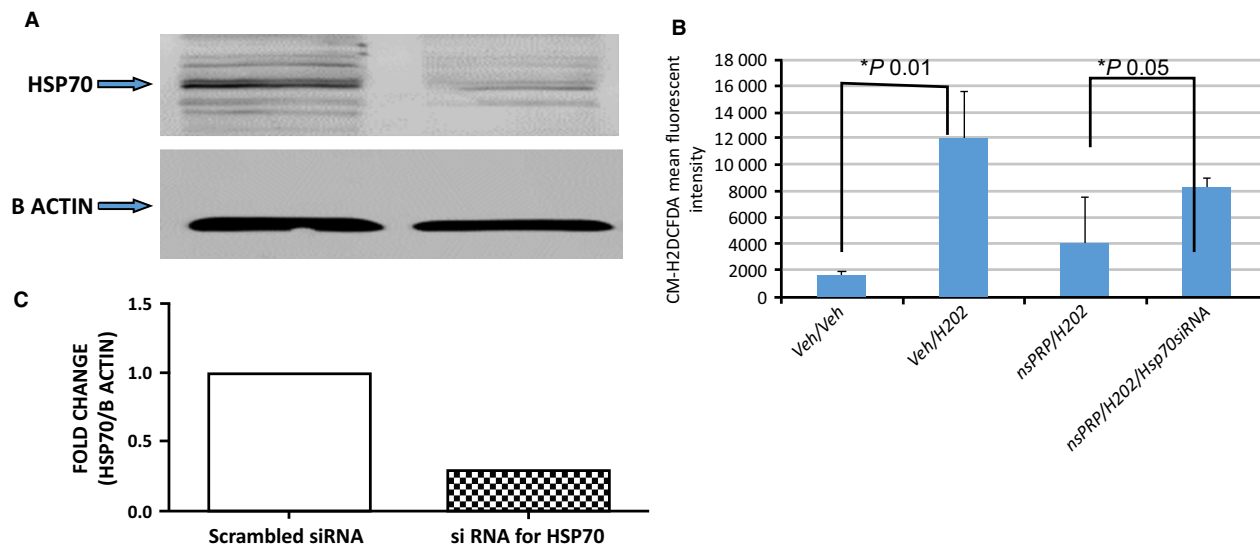 A
HSP70
B ACTIN
B
CM-H2DCFDA mean fluorescent
intensity
18 000
16 000
14 000
12 000
10 000
8000
6000
4000
2000
0
*P 0.01
*P 0.05
Veh/Veh
Veh/H202
nsPRP/H202
nsPRP/H202/Hsp70siRNA
C
FOLD CHANGE
(HSP70/B ACTIN)
1.5
1.0
0.5
0.0
Scrambled siRNA
si RNA for HSP70